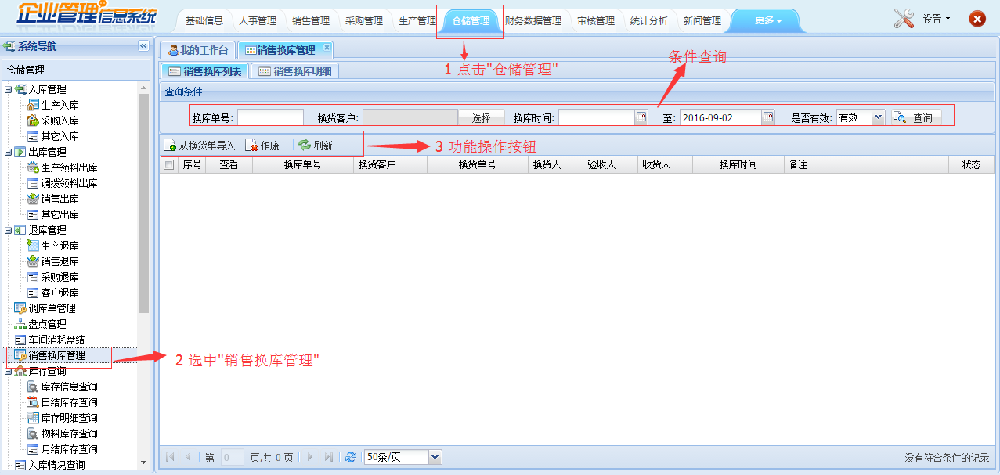 企业管理信息系统
基础信息 人事管理 销售管理 采购管理 生产管理 仓储管理 财务数据管理 审核管理 统计分析 新闻管理 更多 设置
系统导航
仓储管理
入库管理
生产入库
采购入库
其它入库
出库管理
生产领料出库
调拨领料出库
销售出库
其它出库
退库管理
生产退库
销售退库
采购退库
客户退库
调库单管理
盘点管理
车间消耗盘结
销售换库管理
库存查询
库存信息查询
日结库存查询
库存明细查询
物料库存查询
月结库存查询
入库情况查询
我的工作台 销售换库管理
1 点击"仓储管理"
条件查询
销售换库列表 销售换库明细
查询条件
换库单号: 换货客户: 选择 换库时间: 至: 2016-09-02 是否有效: 有效 查询
从换货单导入 作废 刷新
3 功能操作按钮
序号 查看 换库单号 换货客户 换货单号 换货人 验收人 收货人 换库时间 备注 状态
2 选中"销售换库管理"
第 0 页,共 0 页 50条/页 没有符合条件的记录